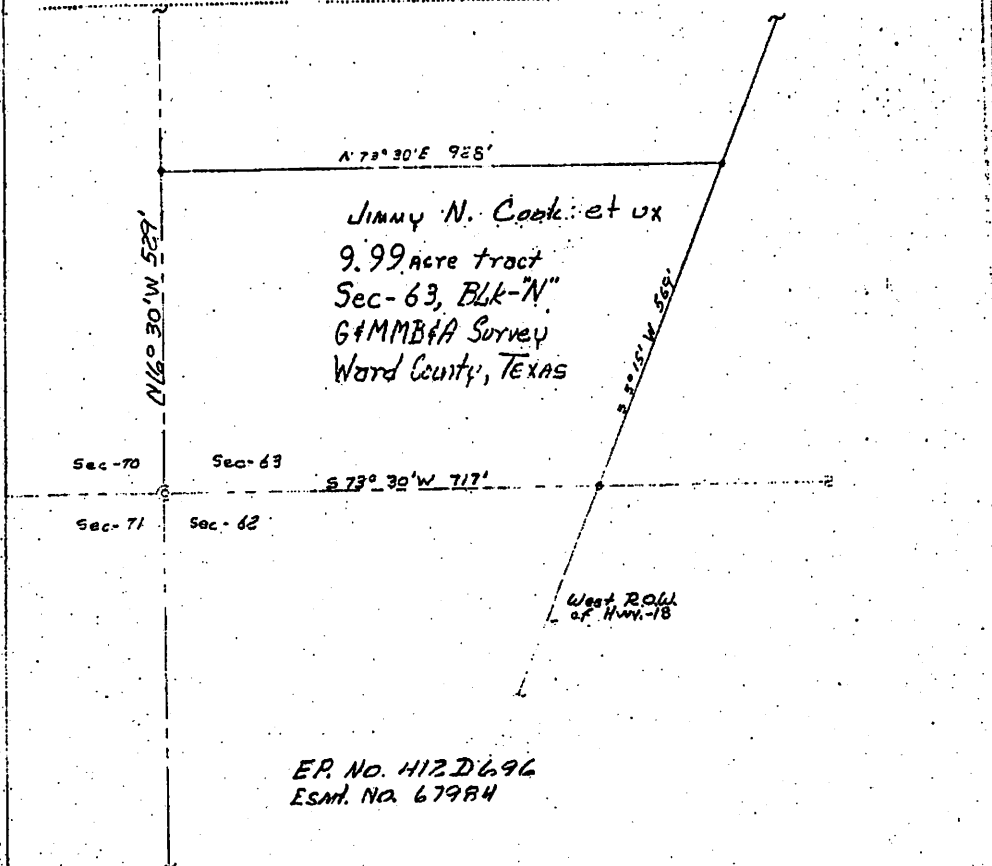 N 73° 30' E 928'
Jimmy N. Cook et ux
9.99 Acre tract
Sec-63, BLK-"N"
G&MMB&A Survey
Ward County, TEXAS
N16° 30' W 529'
S 5° 15' W 569'
Sec-70
Sec-63
S 73° 30' W 717'
Sec-71
Sec-62
West R.O.W.
of Hwy.-18
EP. No. H12D696
ESMt. No. 67984